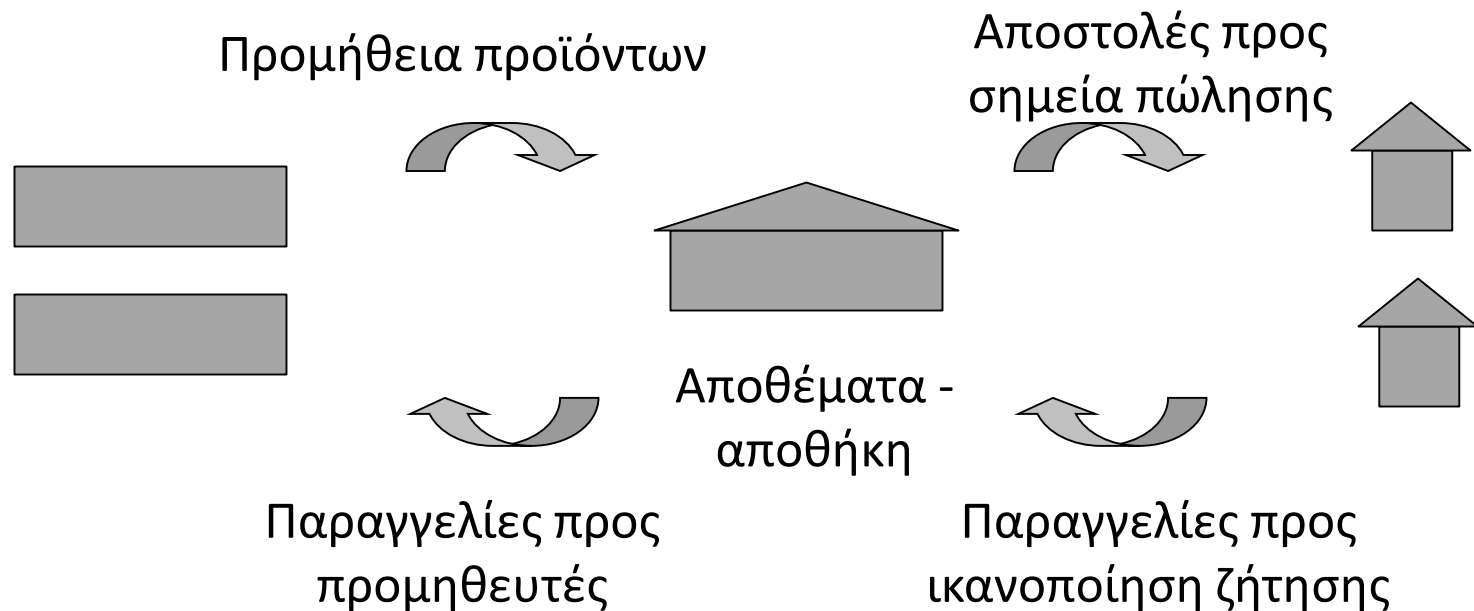 Προμήθεια προϊόντων
Αποστολές προς
σημεία πώλησης
Αποθέματα -
αποθήκη
Παραγγελίες προς
προμηθευτές
Παραγγελίες προς
ικανοποίηση ζήτησης